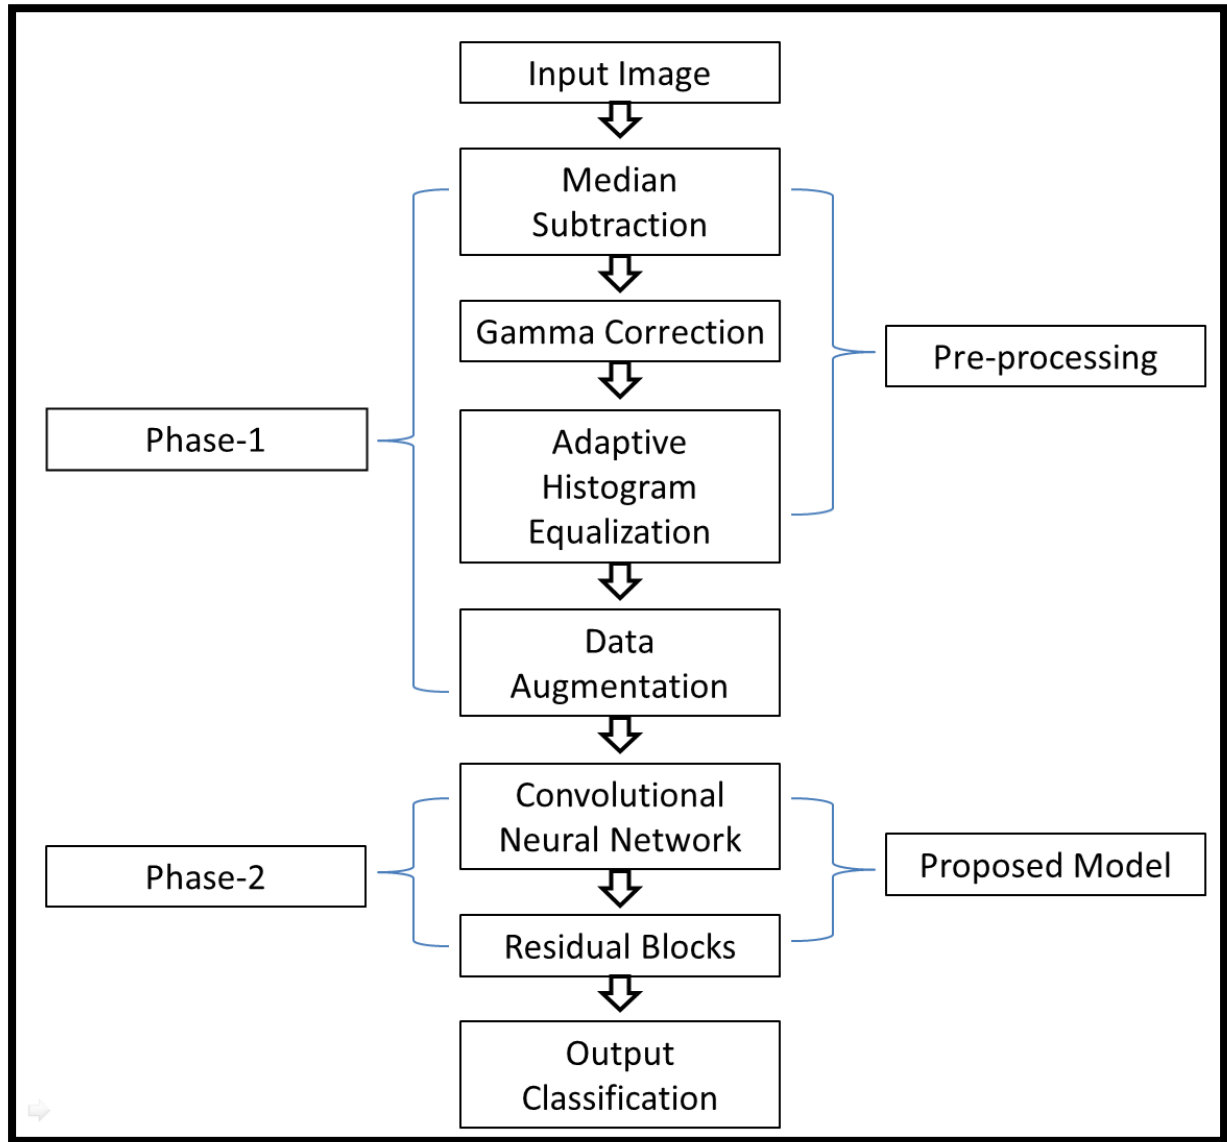 Input Image
Median
Subtraction
Gamma Correction
Pre-processing
Phase-1
Adaptive
Histogram
Equalization
Data
Augmentation
Convolutional
Neural Network
Phase-2
Proposed Model
Residual Blocks
Output
Classification